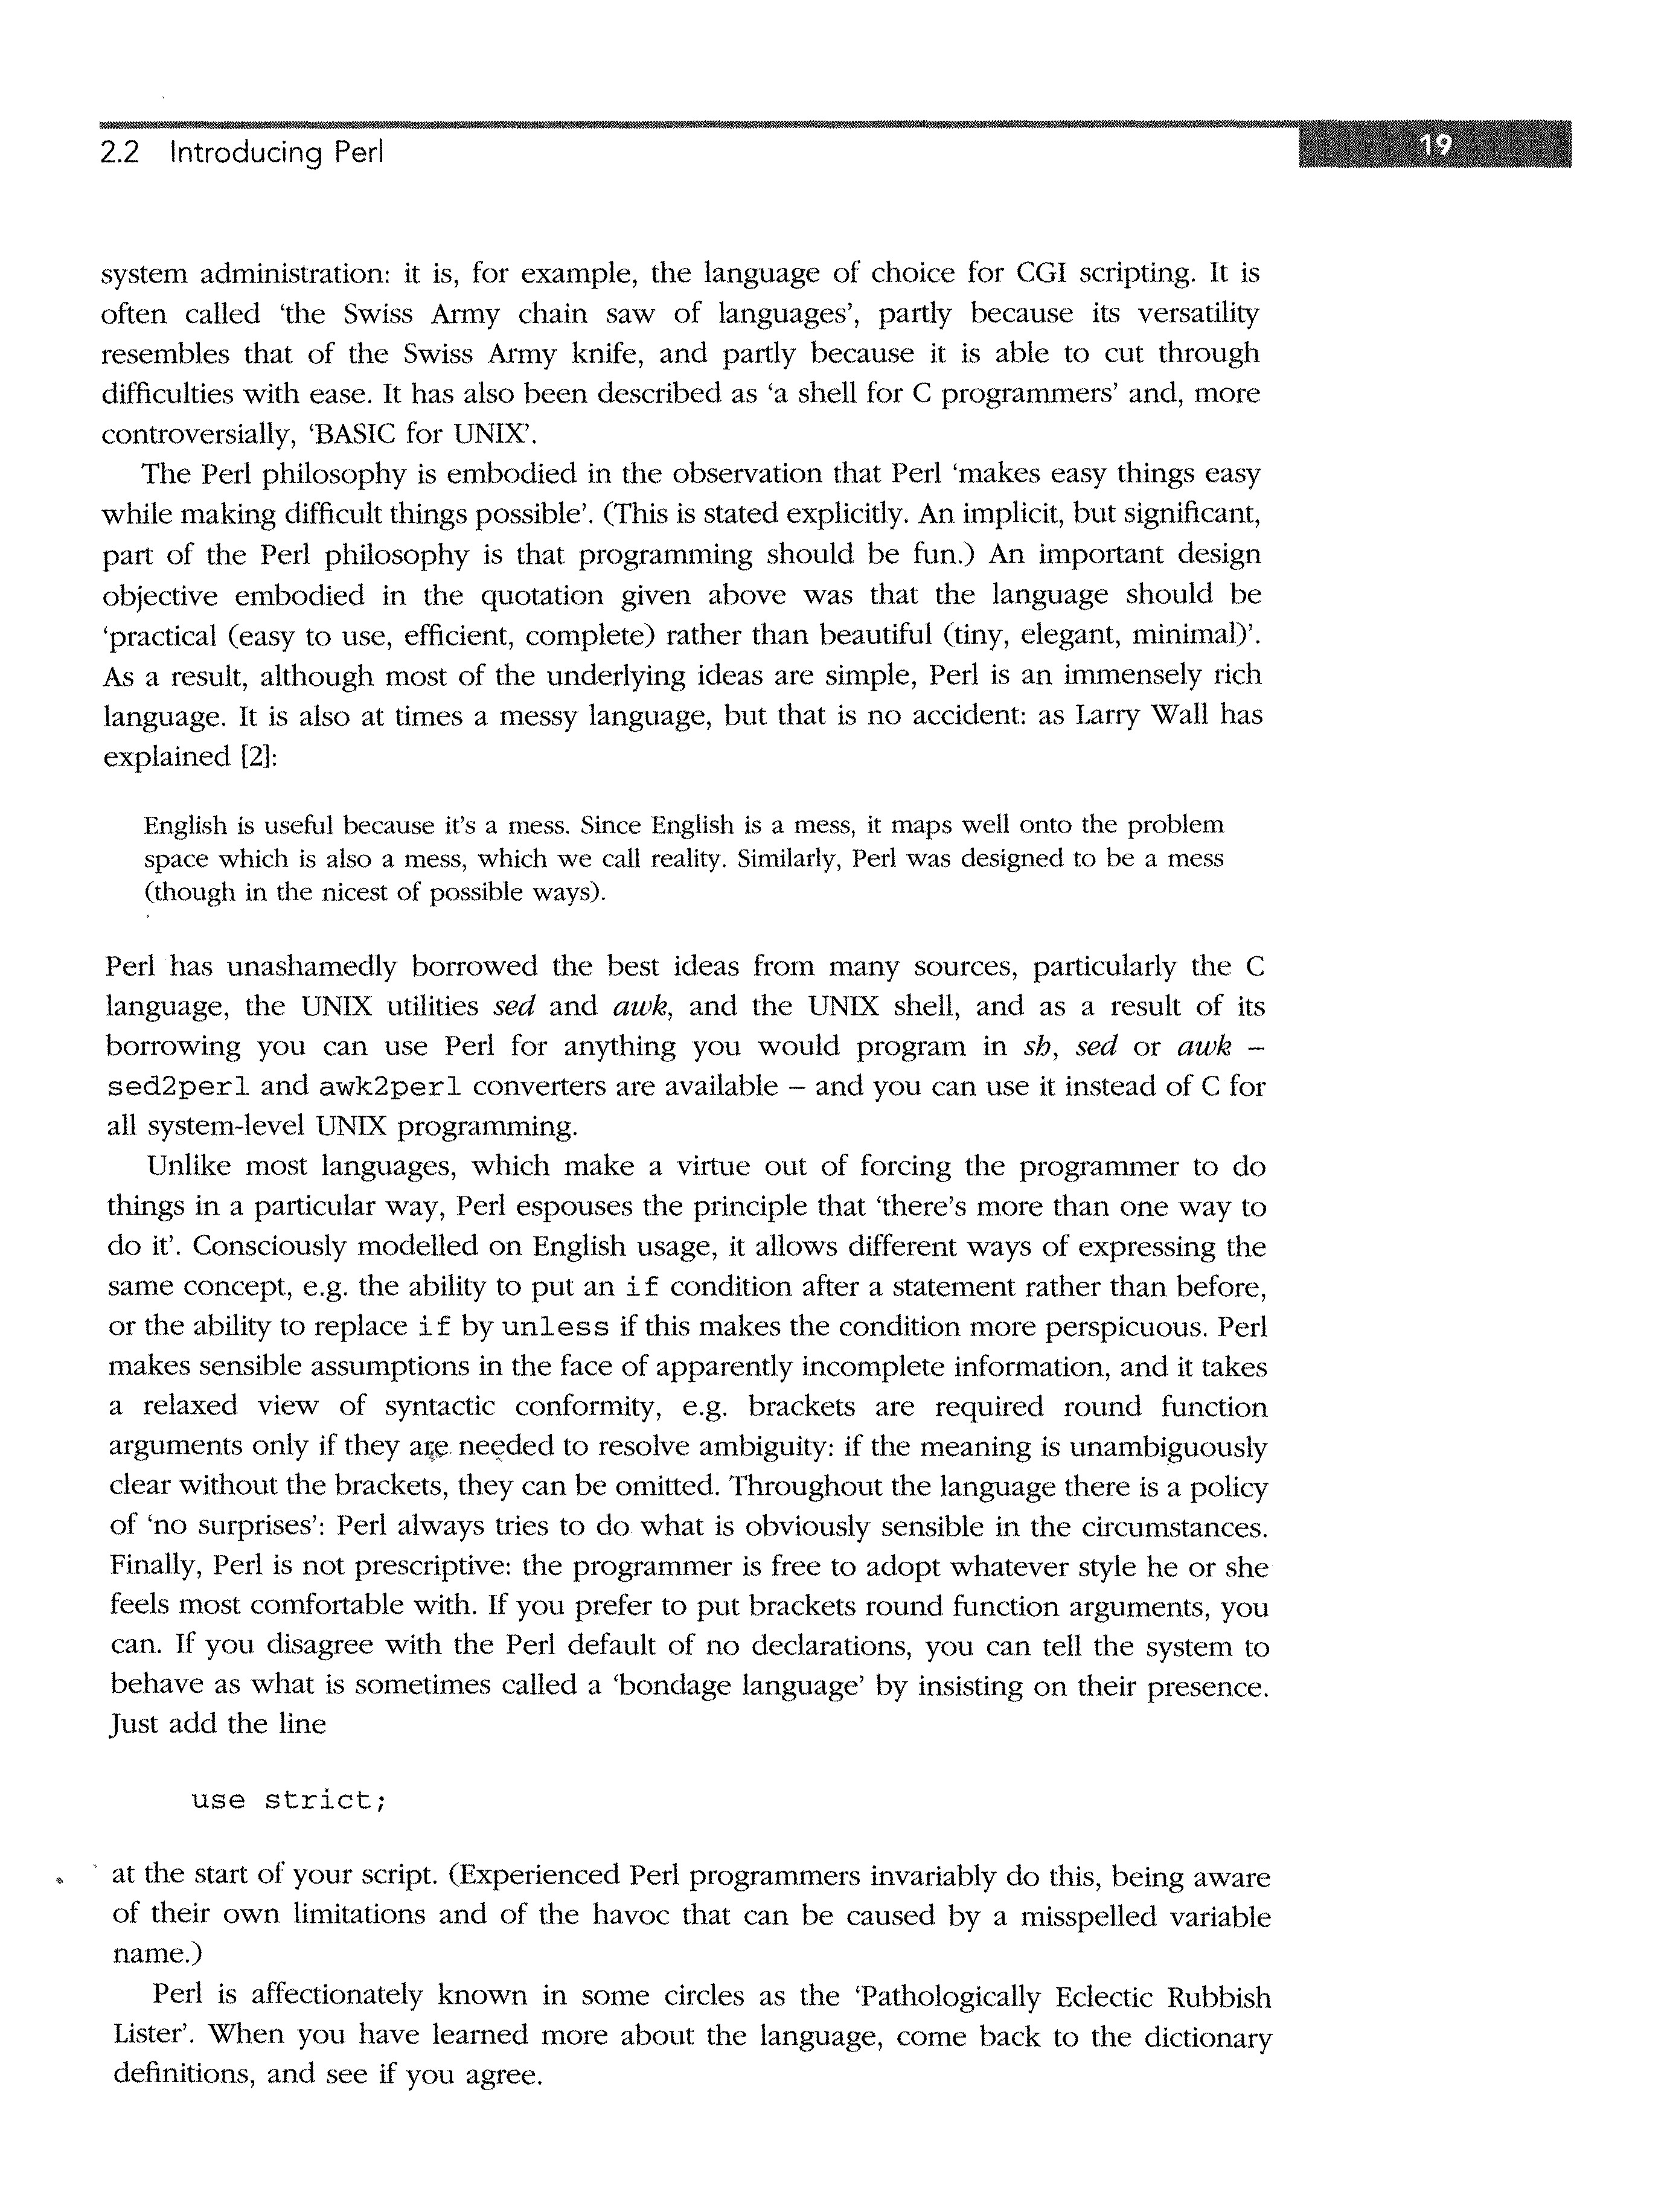 2.2 Introducing Perl
19
system administration: it is, for example, the language of choice for CGI scripting. It is
often called ‘the Swiss Army chain saw of languages’, partly because its versatility
resembles that of the Swiss Army knife, and partly because it is able to cut through
difficulties with ease. It has also been described as ‘a shell for C programmers’ and, more
controversially, ‘BASIC for UNIX’.
The Perl philosophy is embodied in the observation that Perl ‘makes easy things easy
while making difficult things possible’. (This is stated explicitly. An implicit, but significant,
part of the Perl philosophy is that programming should be fun.) An important design
objective embodied in the quotation given above was that the language should be
‘practical (easy to use, efficient, complete) rather than beautiful (tiny, elegant, minimal)’.
As a result, although most of the underlying ideas are simple, Perl is an immensely rich
language. It is also at times a messy language, but that is no accident: as Larry Wall has
explained [2]:
English is useful because it’s a mess. Since English is a mess, it maps well onto the problem
space which is also a mess, which we call reality. Similarly, Perl was designed to be a mess
(though in the nicest of possible ways).
Perl has unashamedly borrowed the best ideas from many sources, particularly the C
language, the UNIX utilities sed and awk, and the UNIX shell, and as a result of its
borrowing you can use Perl for anything you would program in sh, sed or awk –
sed2perl and awk2perl converters are available – and you can use it instead of C for
all system-level UNIX programming.
Unlike most languages, which make a virtue out of forcing the programmer to do
things in a particular way, Perl espouses the principle that ‘there’s more than one way to
do it’. Consciously modelled on English usage, it allows different ways of expressing the
same concept, e.g. the ability to put an if condition after a statement rather than before,
or the ability to replace if by unless if this makes the condition more perspicuous. Perl
makes sensible assumptions in the face of apparently incomplete information, and it takes
a relaxed view of syntactic conformity, e.g. brackets are required round function
arguments only if they are needed to resolve ambiguity: if the meaning is unambiguously
clear without the brackets, they can be omitted. Throughout the language there is a policy
of ‘no surprises’: Perl always tries to do what is obviously sensible in the circumstances.
Finally, Perl is not prescriptive: the programmer is free to adopt whatever style he or she
feels most comfortable with. If you prefer to put brackets round function arguments, you
can. If you disagree with the Perl default of no declarations, you can tell the system to
behave as what is sometimes called a ‘bondage language’ by insisting on their presence.
Just add the line
use strict;
at the start of your script. (Experienced Perl programmers invariably do this, being aware
of their own limitations and of the havoc that can be caused by a misspelled variable
name.)
Perl is affectionately known in some circles as the ‘Pathologically Eclectic Rubbish
Lister’. When you have learned more about the language, come back to the dictionary
definitions, and see if you agree.